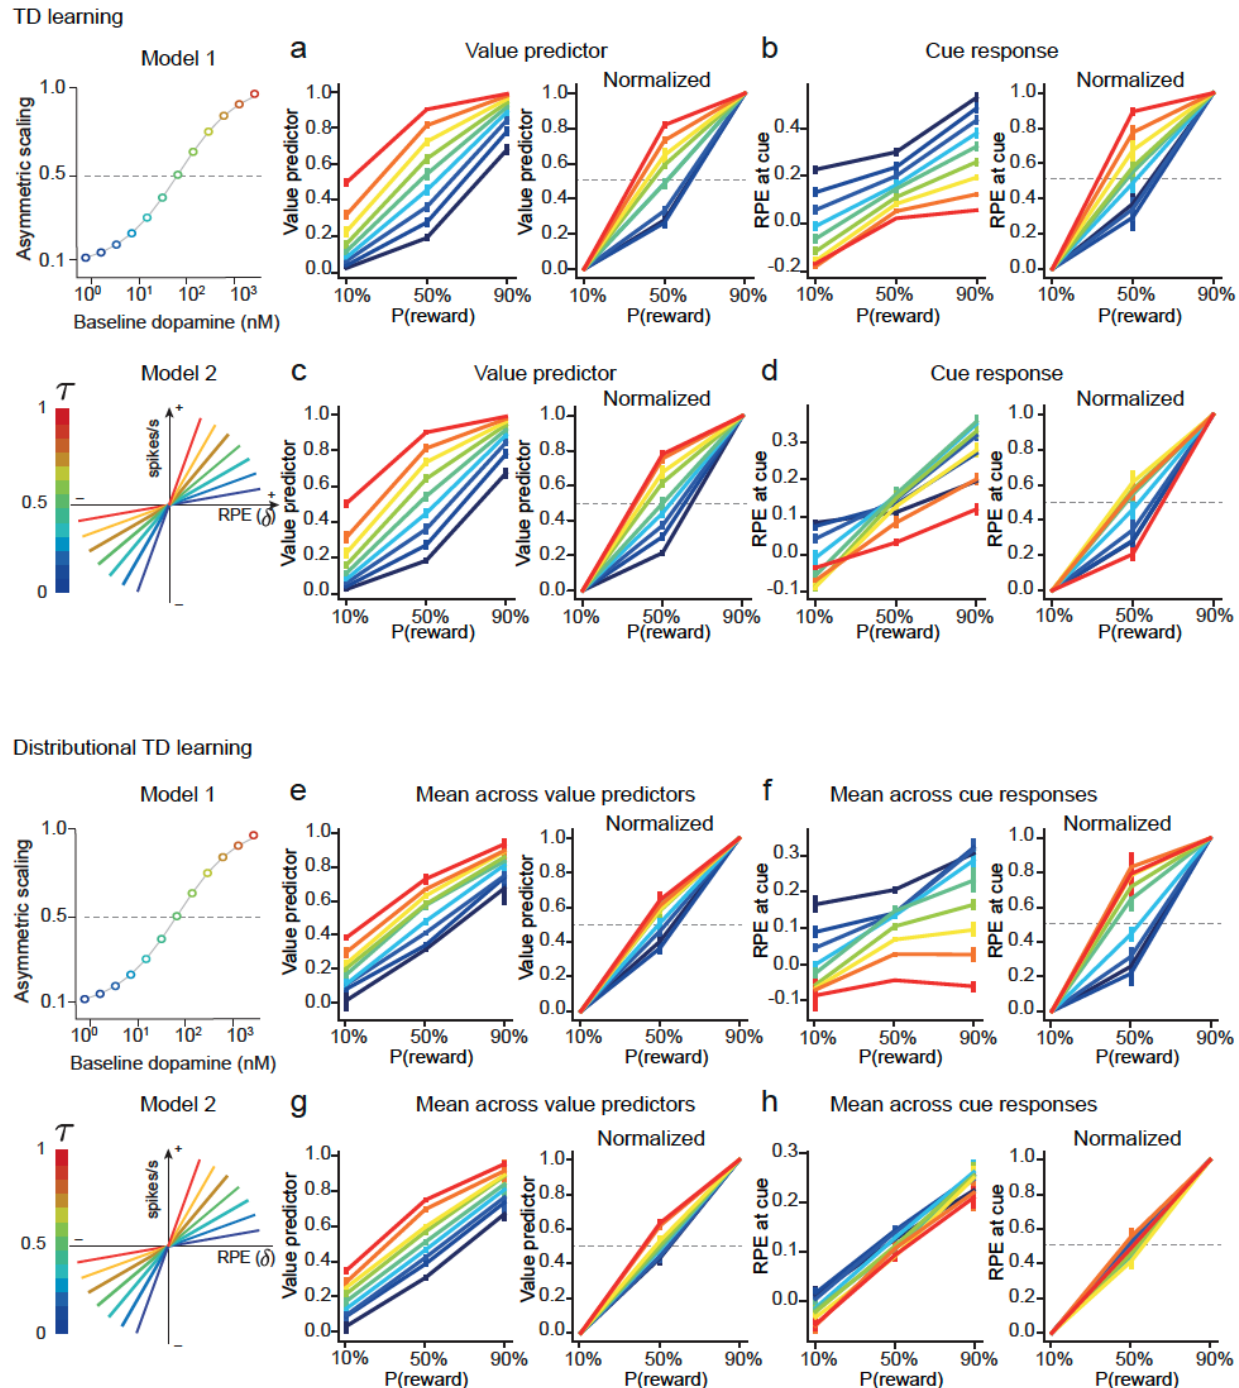 TD learning
Model 1
a
Value predictor
b
Cue response
Normalized
Normalized
Asymmetric scaling
1.0
0.5
0.1
10⁰ 10¹ 10² 10³
Baseline dopamine (nM)
Value predictor
1.0
0.8
0.6
0.4
0.2
0.0
10% 50% 90%
P(reward)
1.0
0.8
0.6
0.4
0.2
0.0
10% 50% 90%
RPE at cue
0.4
0.2
0.0
-0.2
10% 50% 90%
P(reward)
1.0
0.8
0.6
0.4
0.2
0.0
10% 50% 90%
P(reward)
Model 2
c
Value predictor
d
Cue response
Normalized
Normalized
τ
1
0.5
0
spikes/s
+
−
RPE (δ)
+
−
Value predictor
1.0
0.8
0.6
0.4
0.2
0.0
10% 50% 90%
P(reward)
Value predictor
1.0
0.8
0.6
0.4
0.2
0.0
10% 50% 90%
P(reward)
RPE at cue
0.3
0.2
0.1
0.0
-0.1
10% 50% 90%
P(reward)
RPE at cue
1.0
0.8
0.6
0.4
0.2
0.0
10% 50% 90%
P(reward)
Distributional TD learning
Model 1
e
Mean across value predictors
f
Mean across cue responses
Normalized
Normalized
Asymmetric scaling
1.0
0.5
0.1
10⁰ 10¹ 10² 10³
Baseline dopamine (nM)
Value predictor
1.0
0.8
0.6
0.4
0.2
0.0
10% 50% 90%
P(reward)
Value predictor
1.0
0.8
0.6
0.4
0.2
0.0
10% 50% 90%
P(reward)
RPE at cue
0.3
0.2
0.1
0.0
-0.1
10% 50% 90%
P(reward)
RPE at cue
1.0
0.8
0.6
0.4
0.2
0.0
10% 50% 90%
P(reward)
Model 2
g
Mean across value predictors
h
Mean across cue responses
Normalized
Normalized
τ
1
0.5
0
spikes/s
+
−
RPE (δ)
−
Value predictor
1.0
0.8
0.6
0.4
0.2
0.0
10% 50% 90%
P(reward)
Value predictor
1.0
0.8
0.6
0.4
0.2
0.0
10% 50% 90%
P(reward)
RPE at cue
0.3
0.2
0.1
0.0
10% 50% 90%
P(reward)
RPE at cue
1.0
0.8
0.6
0.4
0.2
0.0
10% 50% 90%
P(reward)